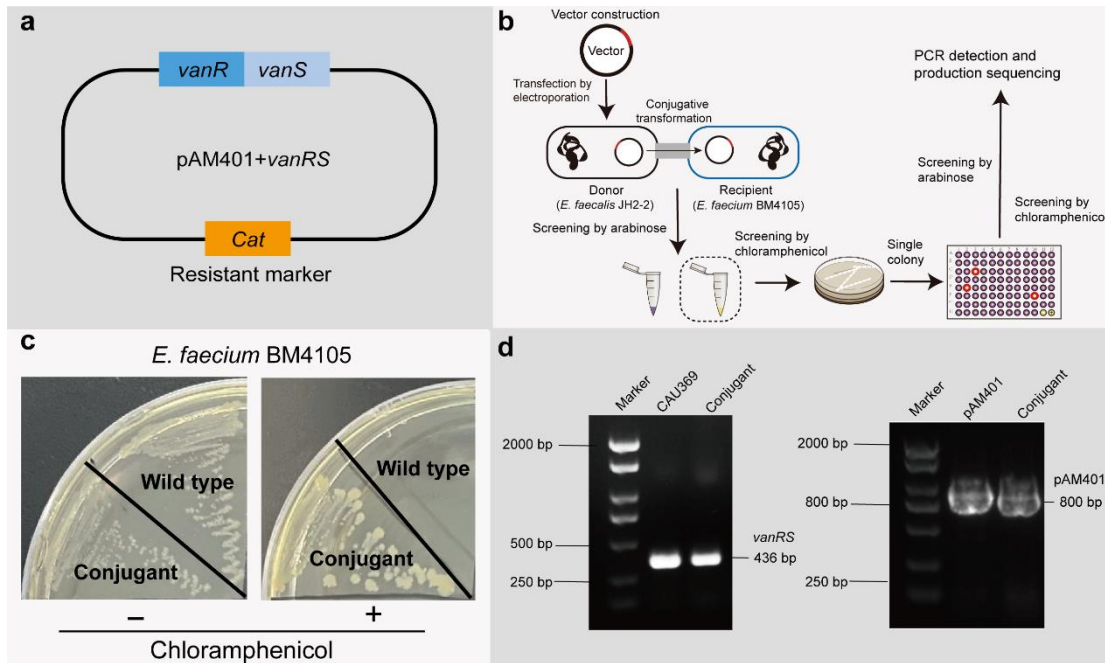 a
vanR vanS
pAM401+vanRS
Cat
Resistant marker
b
Vector construction
Vector
Transfection by
electroporation
Conjugative
transformation
Donor
(E. faecalis JH2-2)
Recipient
(E. faecium BM4105)
Screening by arabinose
Screening by
chloramphenicol
Single
colony
PCR detection and
production sequencing
Screening by
arabinose
Screening by
chloramphenico
c
E. faecium BM4105
Wild type
Conjugant
Wild type
Conjugant
− +
Chloramphenicol
d
Marker
CAU369
Conjugant
2000 bp
500 bp
250 bp
vanRS
436 bp
Marker
pAM401
Conjugant
2000 bp
800 bp
250 bp
pAM401
800 bp